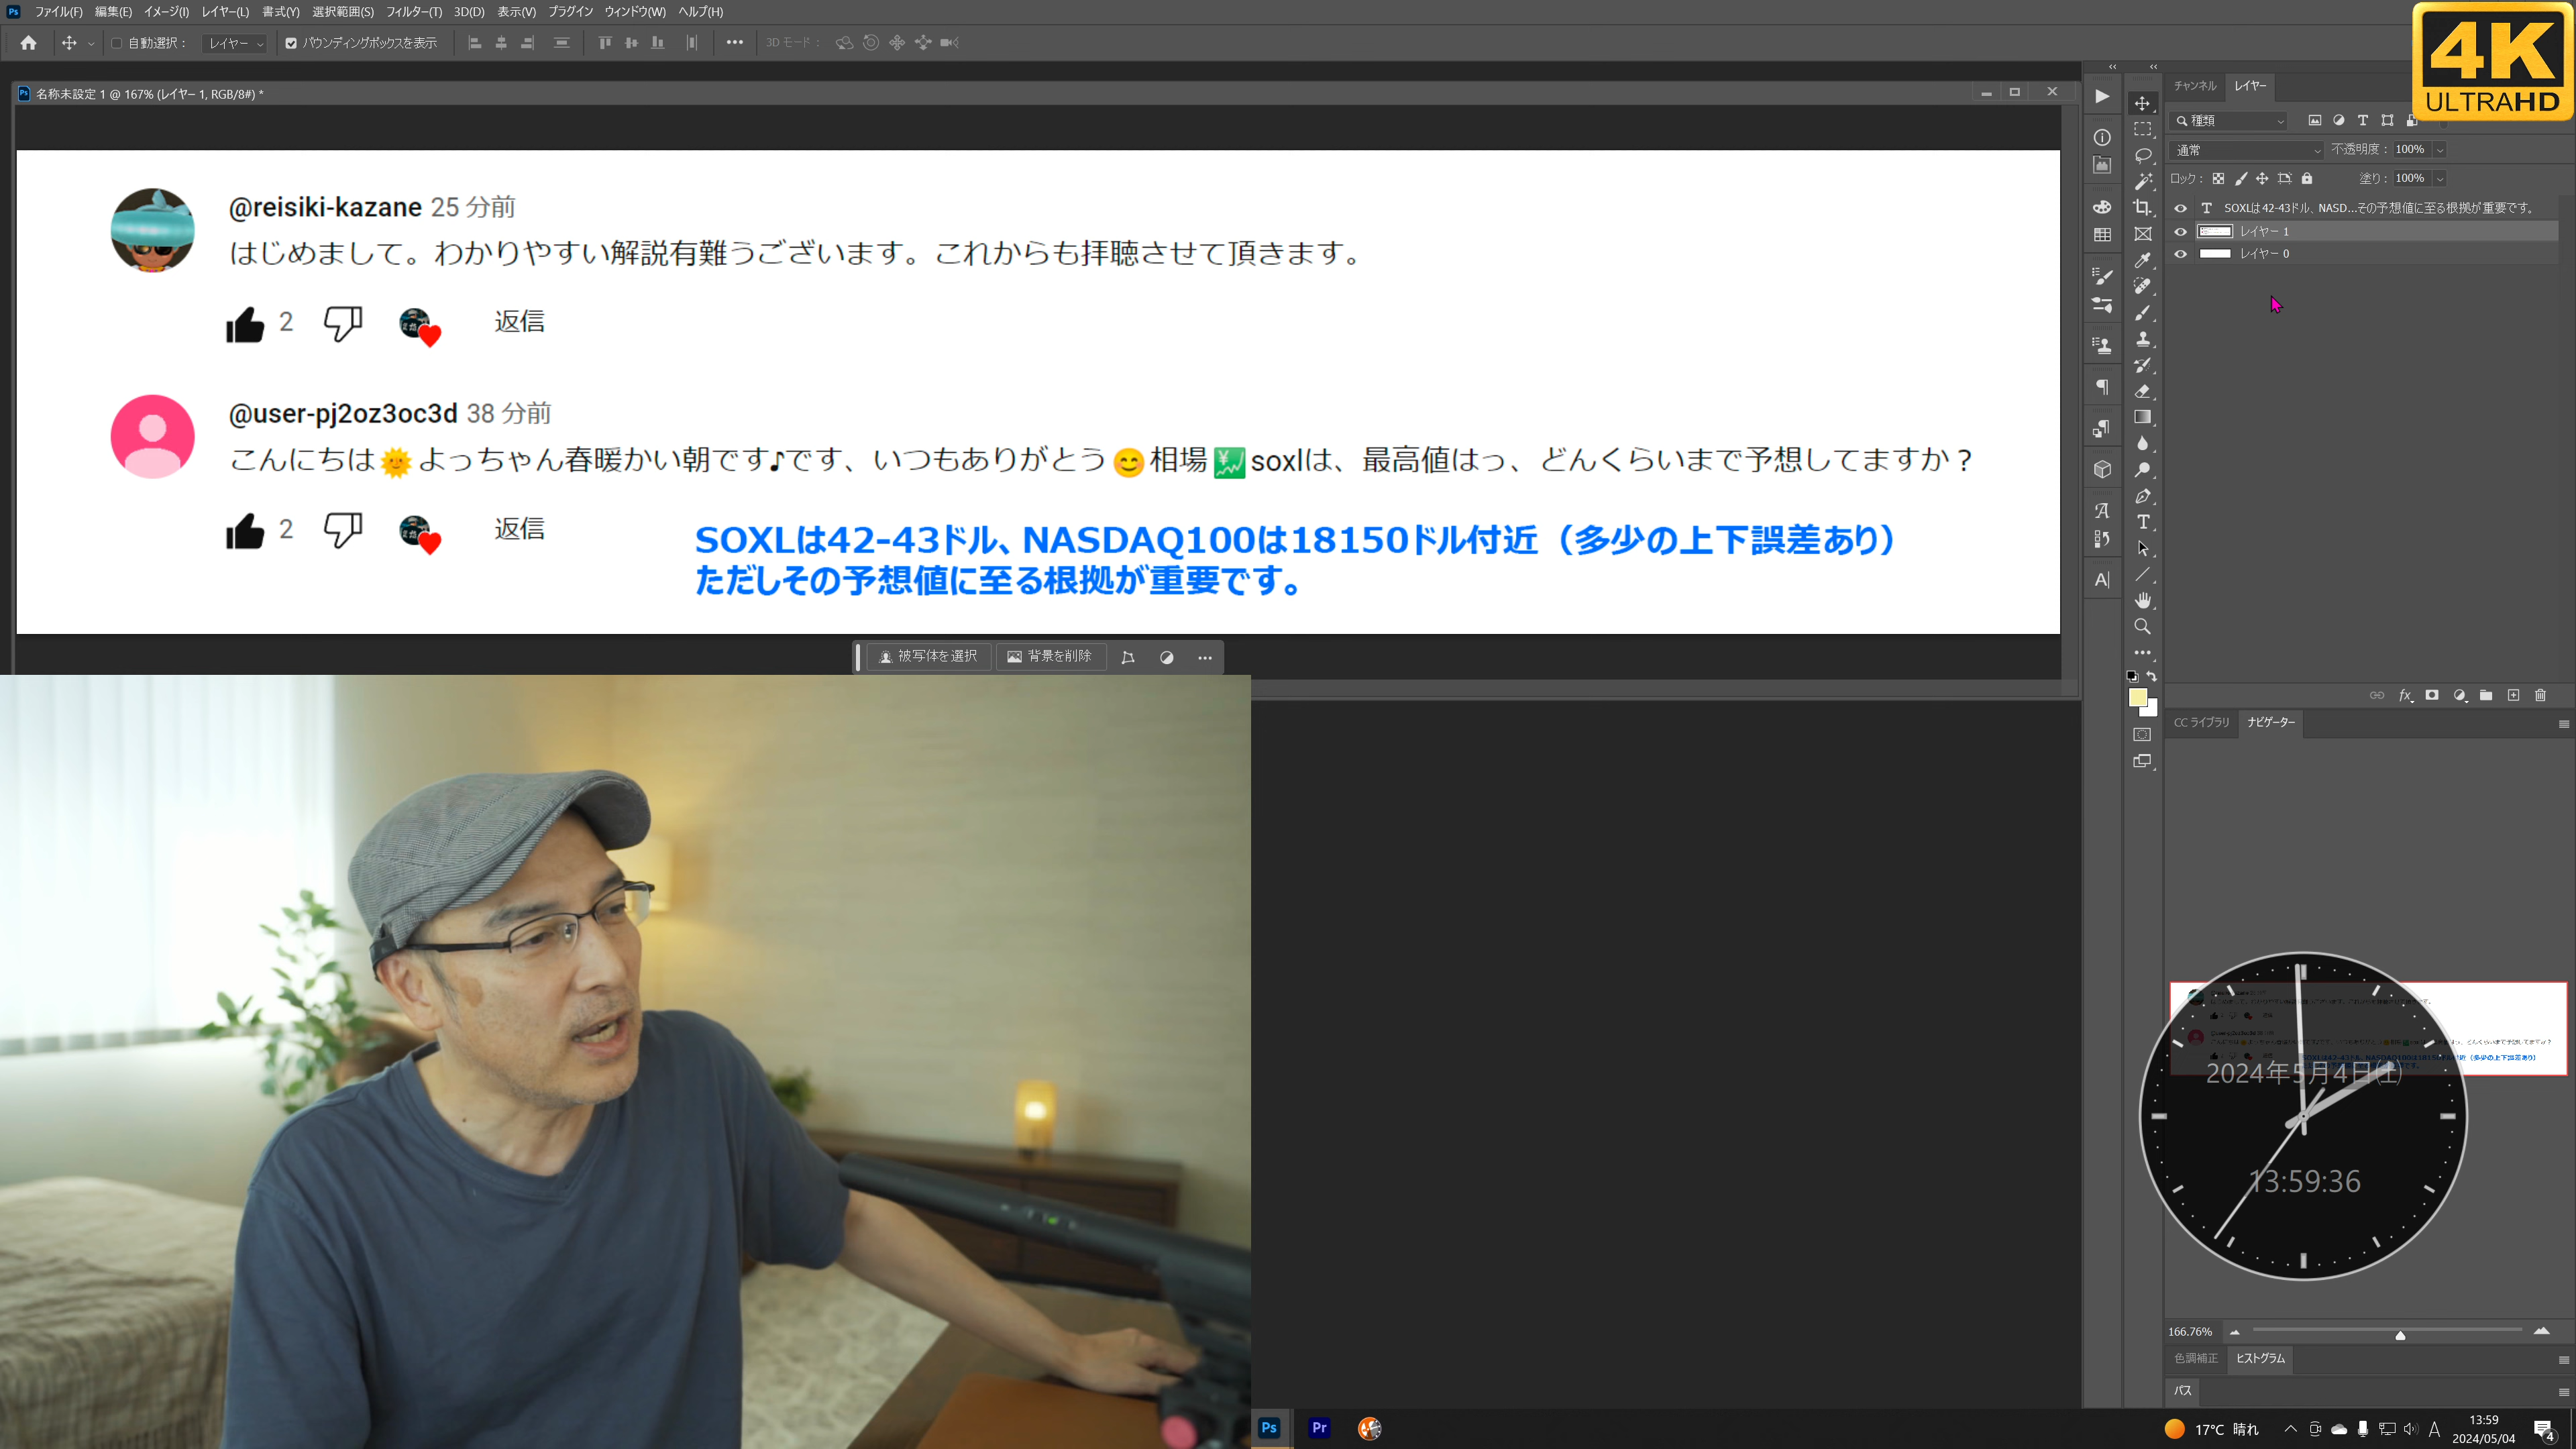 Ps ファイル(F) 編集(E) イメージ(I) レイヤー(L) 書式(Y) 選択範囲(S) フィルター(T) 3D(D) 表示(V) プラグイン ウィンドウ(W) ヘルプ(H)
自動選択： レイヤー バウンディングボックスを表示 3D モード：
4K
ULTRAHD
Ps 名称未設定 1 @ 167% (レイヤー 1, RGB/8#) *
@reisiki-kazane 25 分前
はじめまして。わかりやすい解説有難うございます。これからも拝聴させて頂きます。
2 返信
@user-pj2oz3oc3d 38 分前
こんにちは🌞よっちゃん春暖かい朝です♪です、いつもありがとう😊相場💹soxlは、最高値はっ、どんくらいまで予想してますか？
2 返信
SOXLは42-43ドル、NASDAQ100は18150ドル付近（多少の上下誤差あり）
ただしその予想値に至る根拠が重要です。
被写体を選択 背景を削除
チャンネル レイヤー
種類
通常 不透明度： 100%
ロック： 塗り： 100%
T SOXLは42-43ドル、NASD...その予想値に至る根拠が重要です。
レイヤー 1
レイヤー 0
fx
CC ライブラリ ナビゲーター
2024年5月4日(土)
13:59:36
166.76%
色調補正 ヒストグラム
パス
Ps Pr
17℃ 晴れ
A
13:59
2024/05/04
4